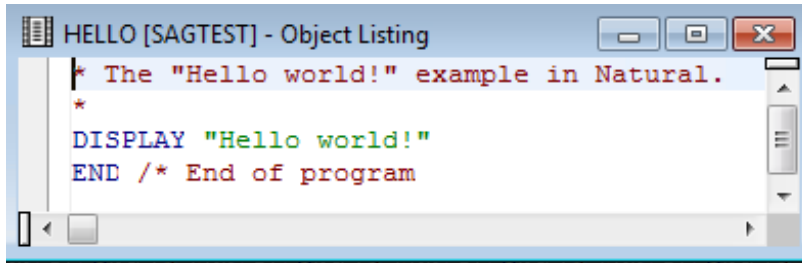 HELLO [SAGTEST] - Object Listing
* The "Hello world!" example in Natural.
*
DISPLAY "Hello world!"
END /* End of program